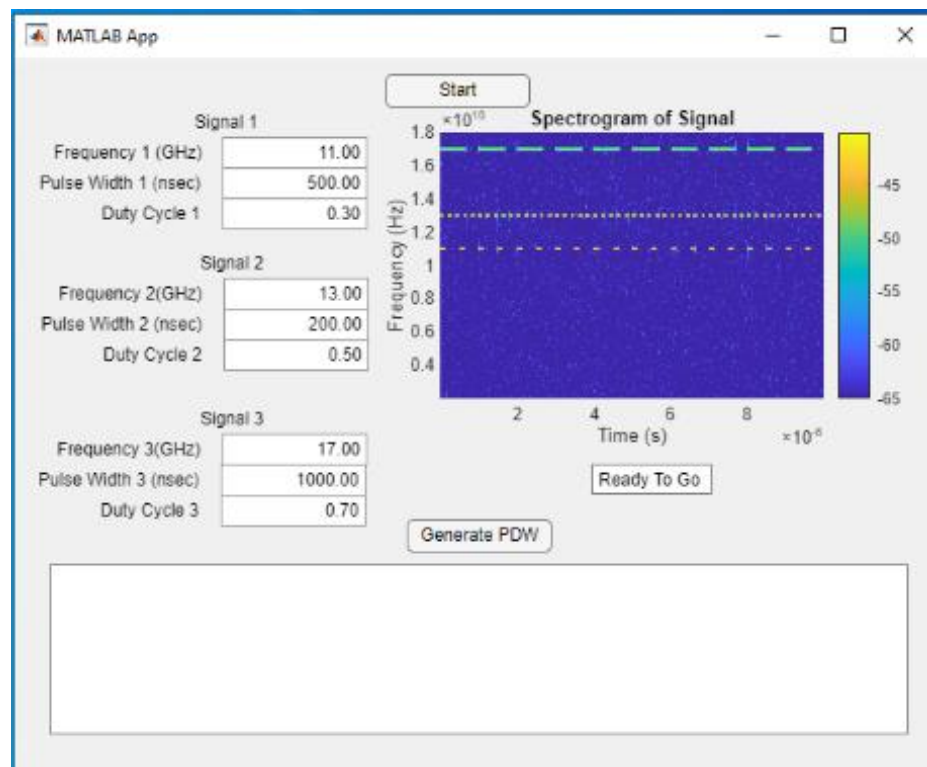 MATLAB App
Start
Signal 1
Frequency 1 (GHz) 11.00
Pulse Width 1 (nsec) 500.00
Duty Cycle 1 0.30
Signal 2
Frequency 2(GHz) 13.00
Pulse Width 2 (nsec) 200.00
Duty Cycle 2 0.50
Signal 3
Frequency 3(GHz) 17.00
Pulse Width 3 (nsec) 1000.00
Duty Cycle 3 0.70
×10¹⁰ Spectrogram of Signal
1.8
1.6
1.4
1.2
1
0.8
0.6
0.4
Frequency (Hz)
2 4 6 8
Time (s)
-45
-50
-55
-60
-65
Ready To Go
Generate PDW